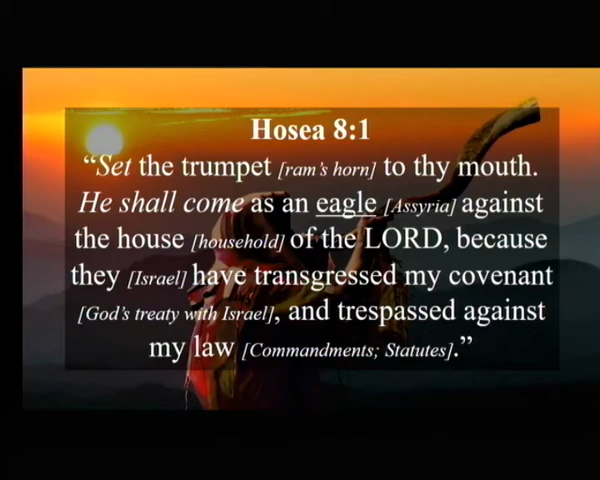 Hosea 8:1
“Set the trumpet [ram’s horn] to thy mouth.
He shall come as an eagle [Assyria] against
the house [household] of the LORD, because
they [Israel] have transgressed my covenant
[God’s treaty with Israel], and trespassed against
my law [Commandments; Statutes].”